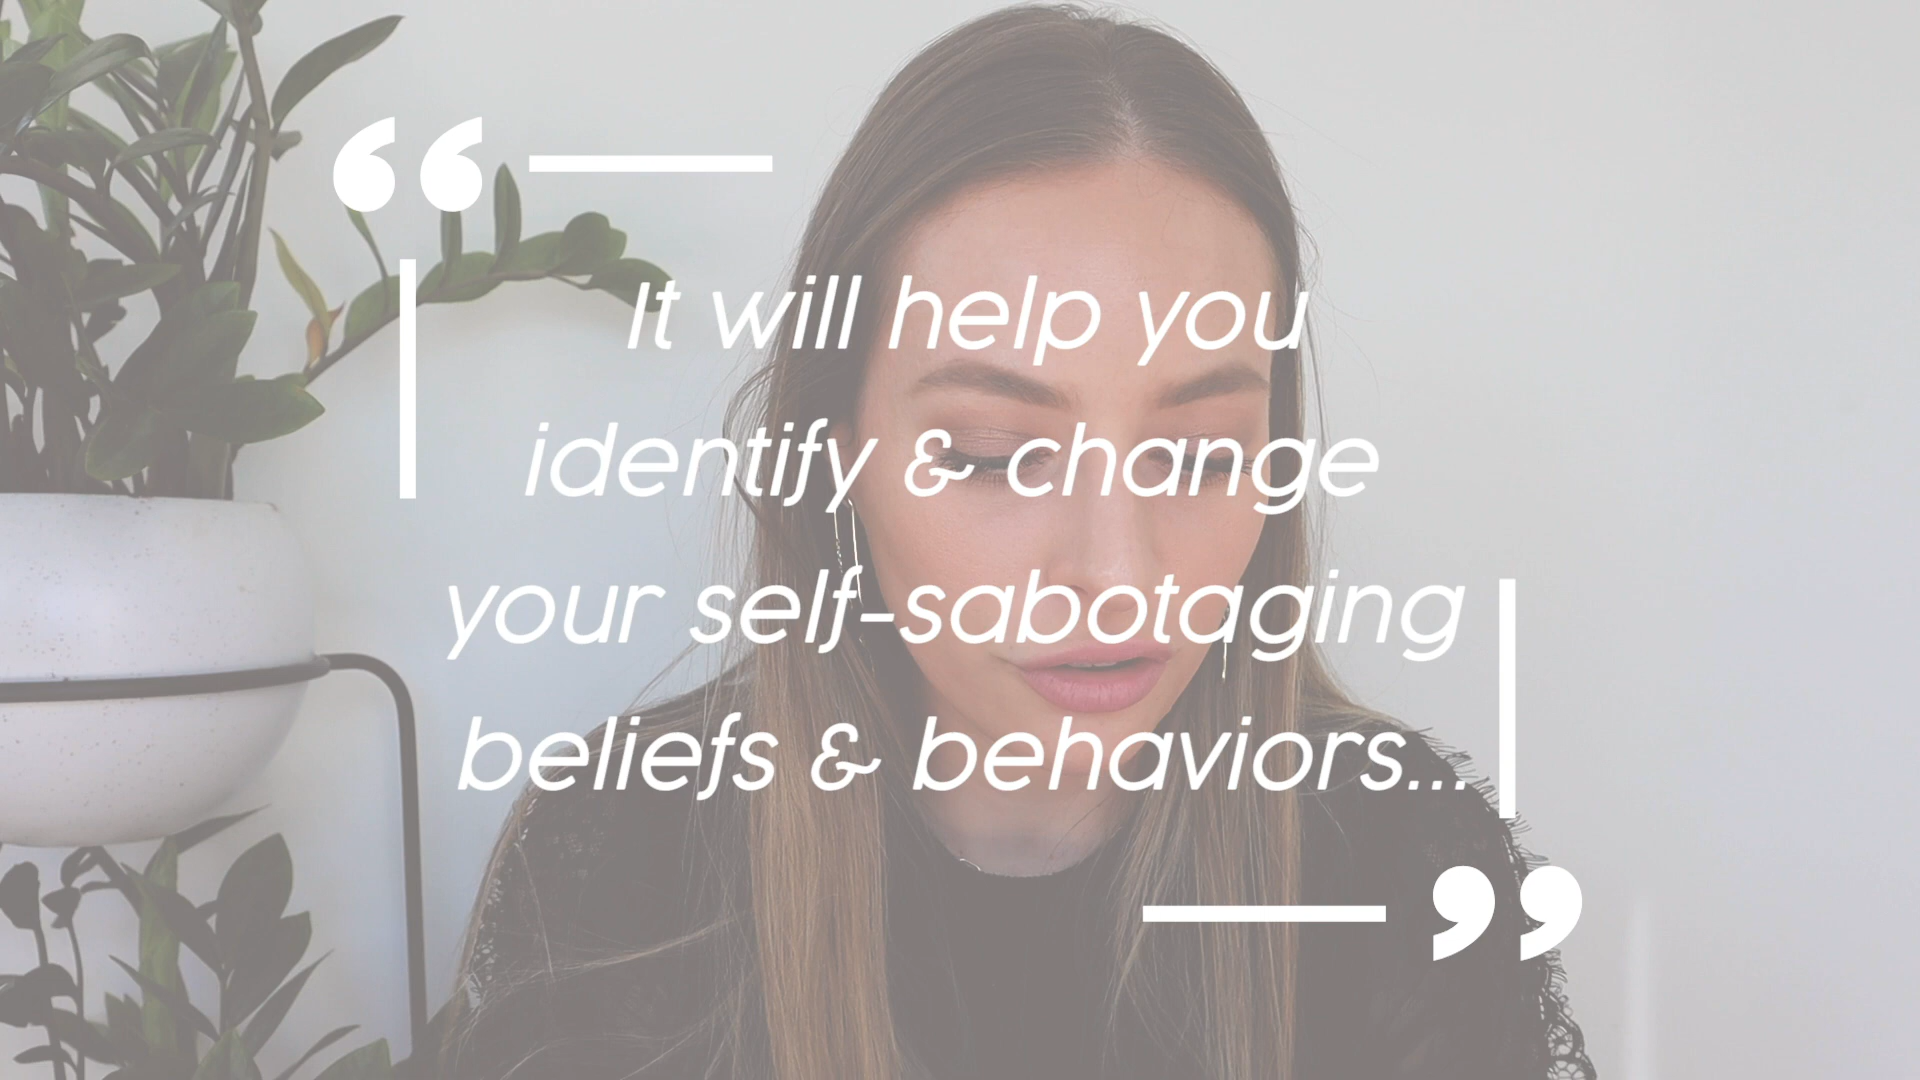 “
It will help you
identify & change
your self-sabotaging
beliefs & behaviors...
”